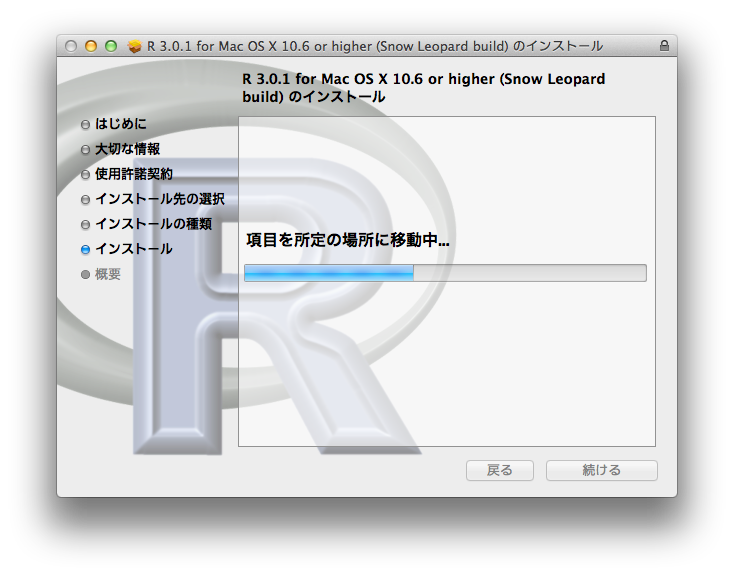 R 3.0.1 for Mac OS X 10.6 or higher (Snow Leopard build) のインストール
R 3.0.1 for Mac OS X 10.6 or higher (Snow Leopard
build) のインストール
はじめに
大切な情報
使用許諾契約
インストール先の選択
インストールの種類
インストール
概要
項目を所定の場所に移動中...
戻る
続ける